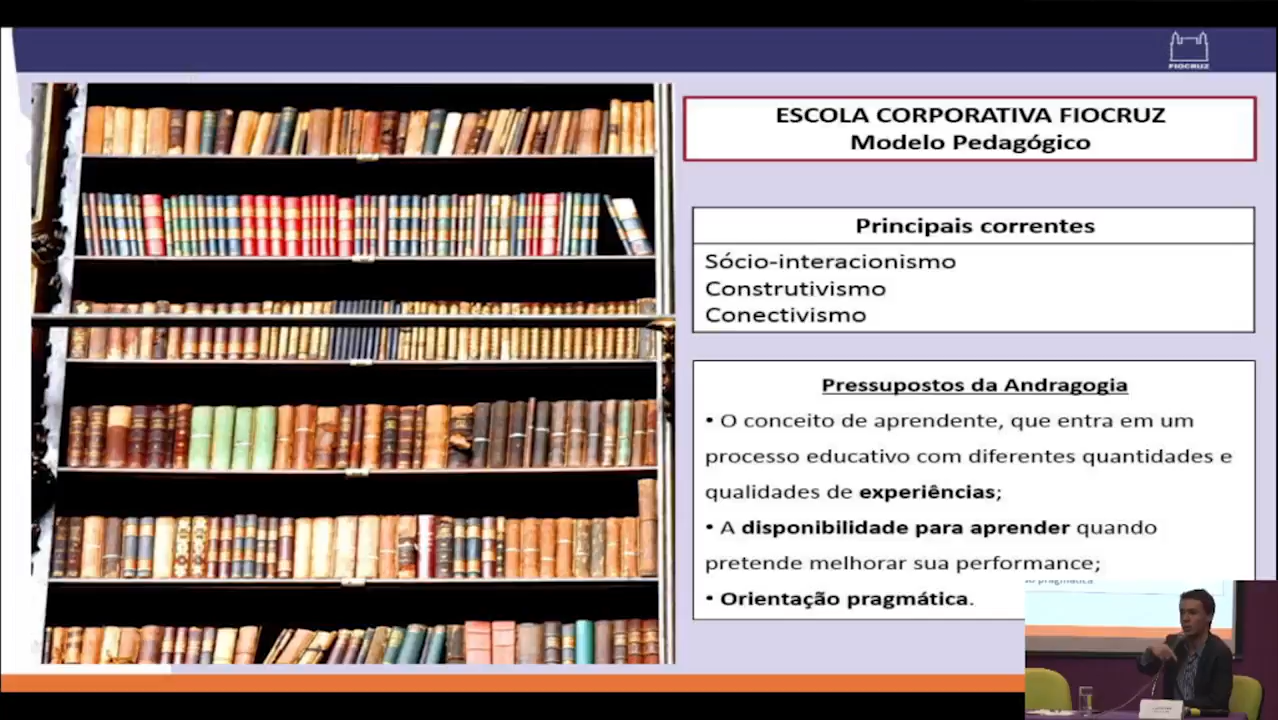 FIOCRUZ
ESCOLA CORPORATIVA FIOCRUZ
Modelo Pedagógico
Principais correntes
Sócio-interacionismo
Construtivismo
Conectivismo
Pressupostos da Andragogia
• O conceito de aprendente, que entra em um
processo educativo com diferentes quantidades e
qualidades de experiências;
• A disponibilidade para aprender quando
pretende melhorar sua performance;
• Orientação pragmática.